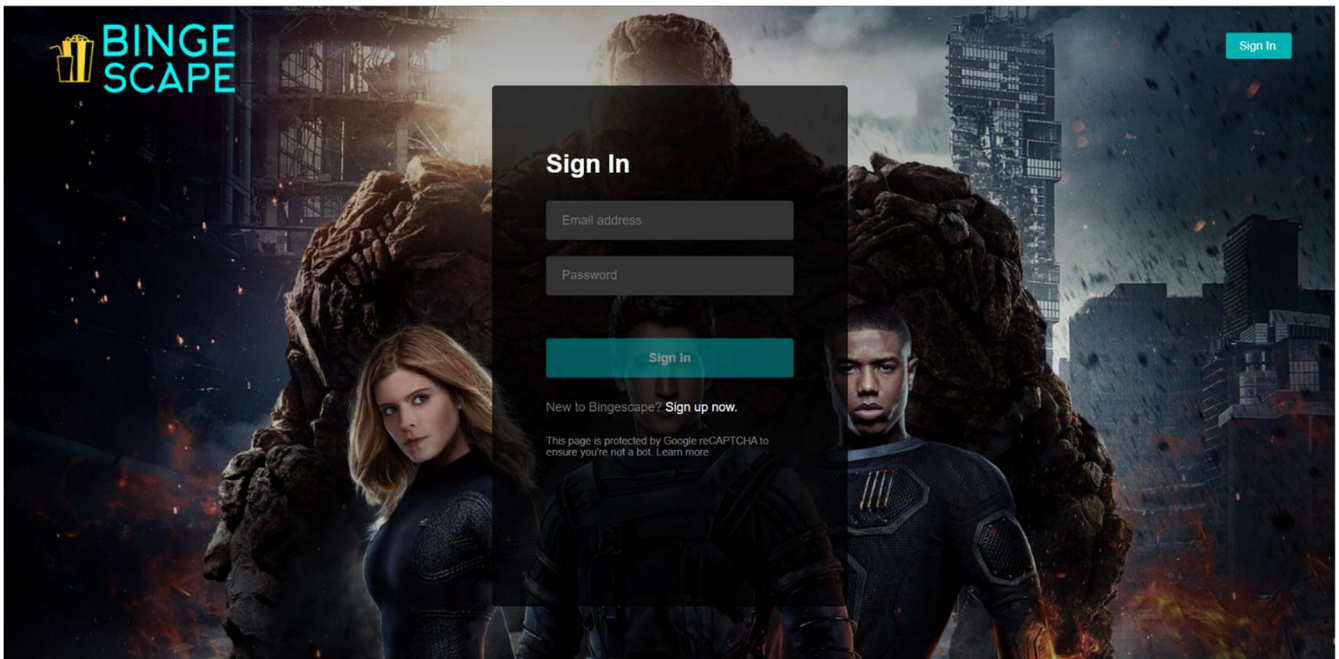 BINGE
SCAPE
Sign In
Sign In
Email address
Password
Sign In
New to Bingescape? Sign up now.
This page is protected by Google reCAPTCHA to
ensure you're not a bot. Learn more.